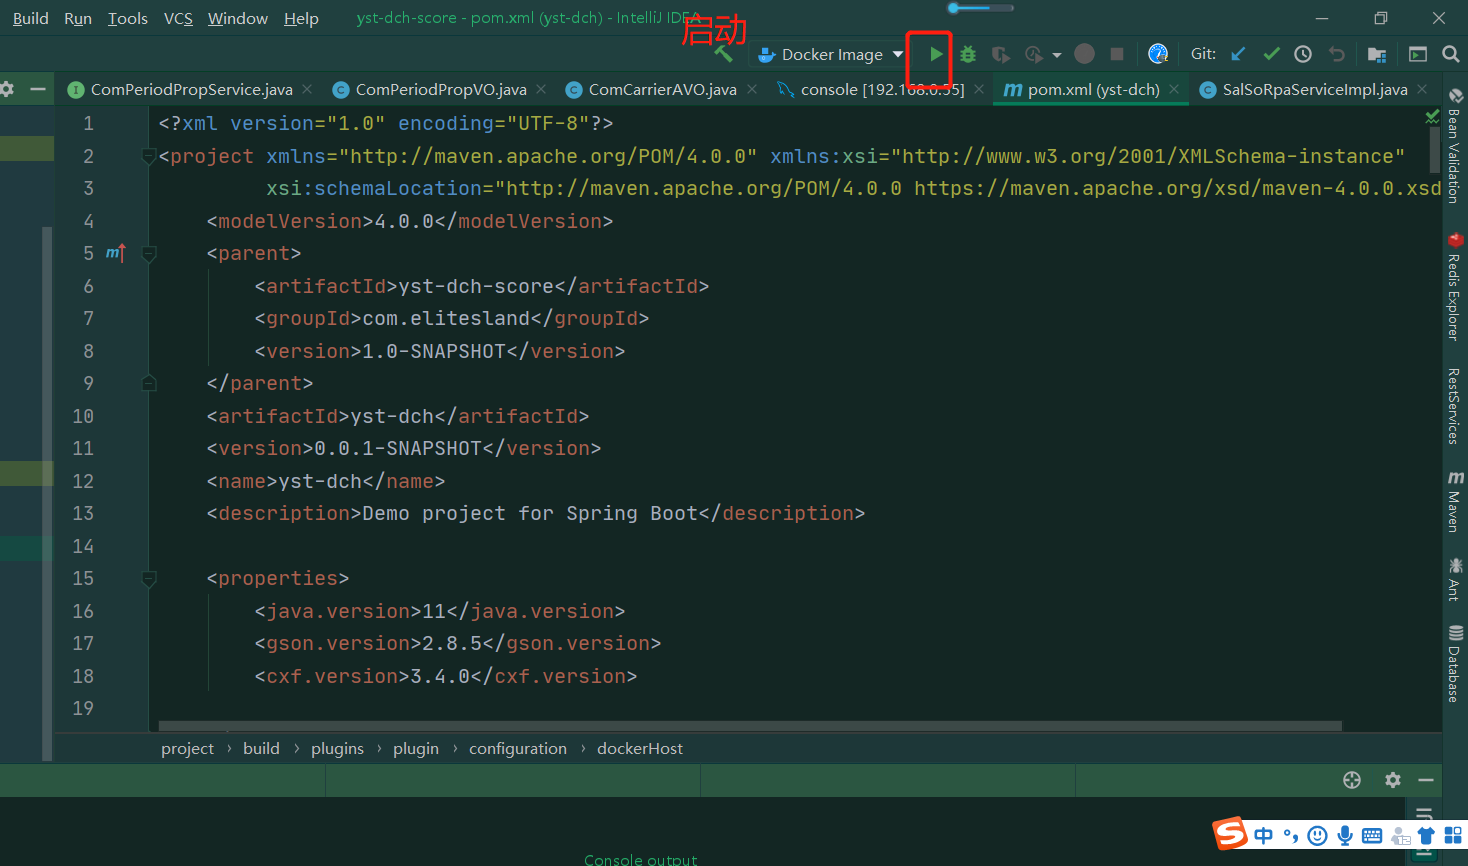 Build Run Tools VCS Window Help yst-dch-score - pom.xml (yst-dch) - IntelliJ IDEA
启动
Docker Image Git:
ComPeriodPropService.java ComPeriodPropVO.java ComCarrierAVO.java console [192.168.0.55] pom.xml (yst-dch) SalSoRpaServiceImpl.java
1 <?xml version="1.0" encoding="UTF-8"?>
2 <project xmlns="http://maven.apache.org/POM/4.0.0" xmlns:xsi="http://www.w3.org/2001/XMLSchema-instance"
3 xsi:schemaLocation="http://maven.apache.org/POM/4.0.0 https://maven.apache.org/xsd/maven-4.0.0.xsd
4 <modelVersion>4.0.0</modelVersion>
5 <parent>
6 <artifactId>yst-dch-score</artifactId>
7 <groupId>com.elitesland</groupId>
8 <version>1.0-SNAPSHOT</version>
9 </parent>
10 <artifactId>yst-dch</artifactId>
11 <version>0.0.1-SNAPSHOT</version>
12 <name>yst-dch</name>
13 <description>Demo project for Spring Boot</description>
14
15 <properties>
16 <java.version>11</java.version>
17 <gson.version>2.8.5</gson.version>
18 <cxf.version>3.4.0</cxf.version>
19
Bean Validation
Redis Explorer
RestServices
Maven
Ant
Database
project › build › plugins › plugin › configuration › dockerHost
中
Console output